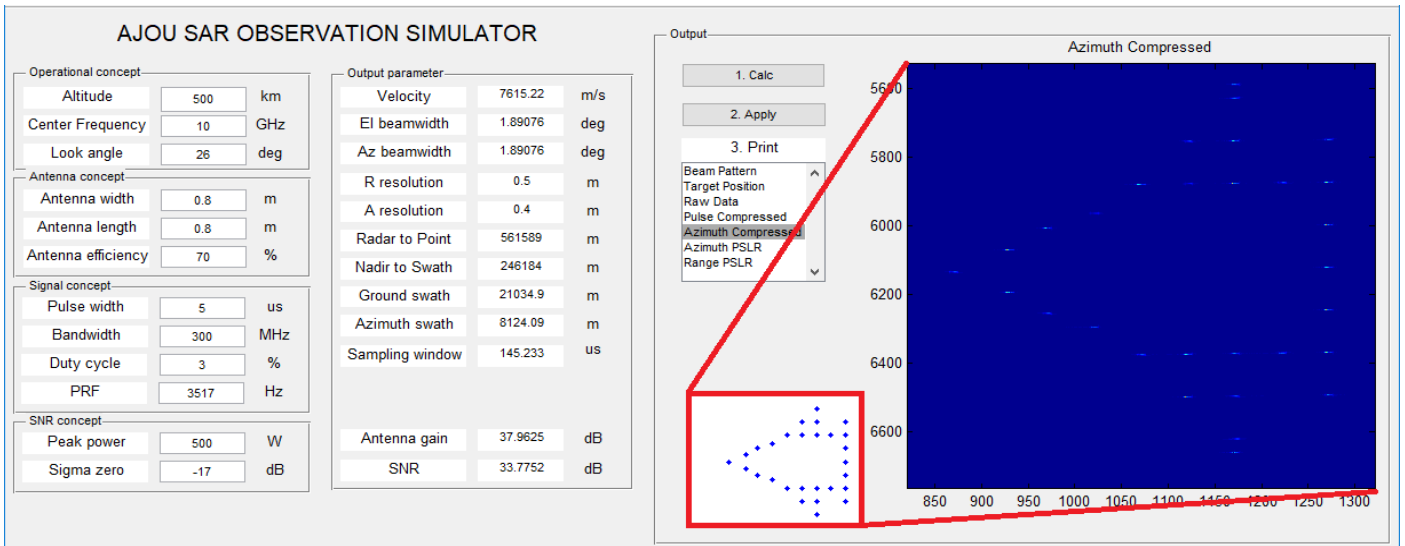 AJOU SAR OBSERVATION SIMULATOR
Operational concept
Altitude 500 km
Center Frequency 10 GHz
Look angle 26 deg
Antenna concept
Antenna width 0.8 m
Antenna length 0.8 m
Antenna efficiency 70 %
Signal concept
Pulse width 5 us
Bandwidth 300 MHz
Duty cycle 3 %
PRF 3517 Hz
SNR concept
Peak power 500 W
Sigma zero -17 dB
Output parameter
Velocity 7615.22 m/s
El beamwidth 1.89076 deg
Az beamwidth 1.89076 deg
R resolution 0.5 m
A resolution 0.4 m
Radar to Point 561589 m
Nadir to Swath 246184 m
Ground swath 21034.9 m
Azimuth swath 8124.09 m
Sampling window 145.233 us
Antenna gain 37.9625 dB
SNR 33.7752 dB
Output
1. Calc
2. Apply
3. Print
Beam Pattern
Target Position
Raw Data
Pulse Compressed
Azimuth Compressed
Azimuth PSLR
Range PSLR
Azimuth Compressed
5600
5800
6000
6200
6400
6600
850 900 950 1000 1050 1100 1150 1200 1250 1300